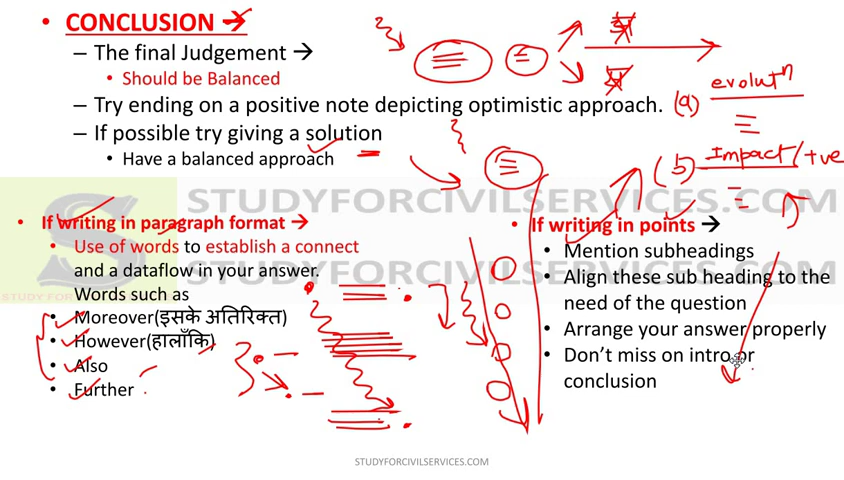 • CONCLUSION →
– The final Judgement →
• Should be Balanced
– Try ending on a positive note depicting optimistic approach.
– If possible try giving a solution
• Have a balanced approach
(a) evolutn
(b) Impact/+ve
STUDYFORCIVILSERVICES.COM
STUDYFORCIVILSERVICES.COM
• If writing in paragraph format →
• Use of words to establish a connect
and a dataflow in your answer.
Words such as
• Moreover(इसके अतिरिक्त)
• However(हालाँकि)
• Also
• Further
• If writing in points →
• Mention subheadings
• Align these sub heading to the
need of the question
• Arrange your answer properly
• Don’t miss on intro or
conclusion
STUDYFORCIVILSERVICES.COM